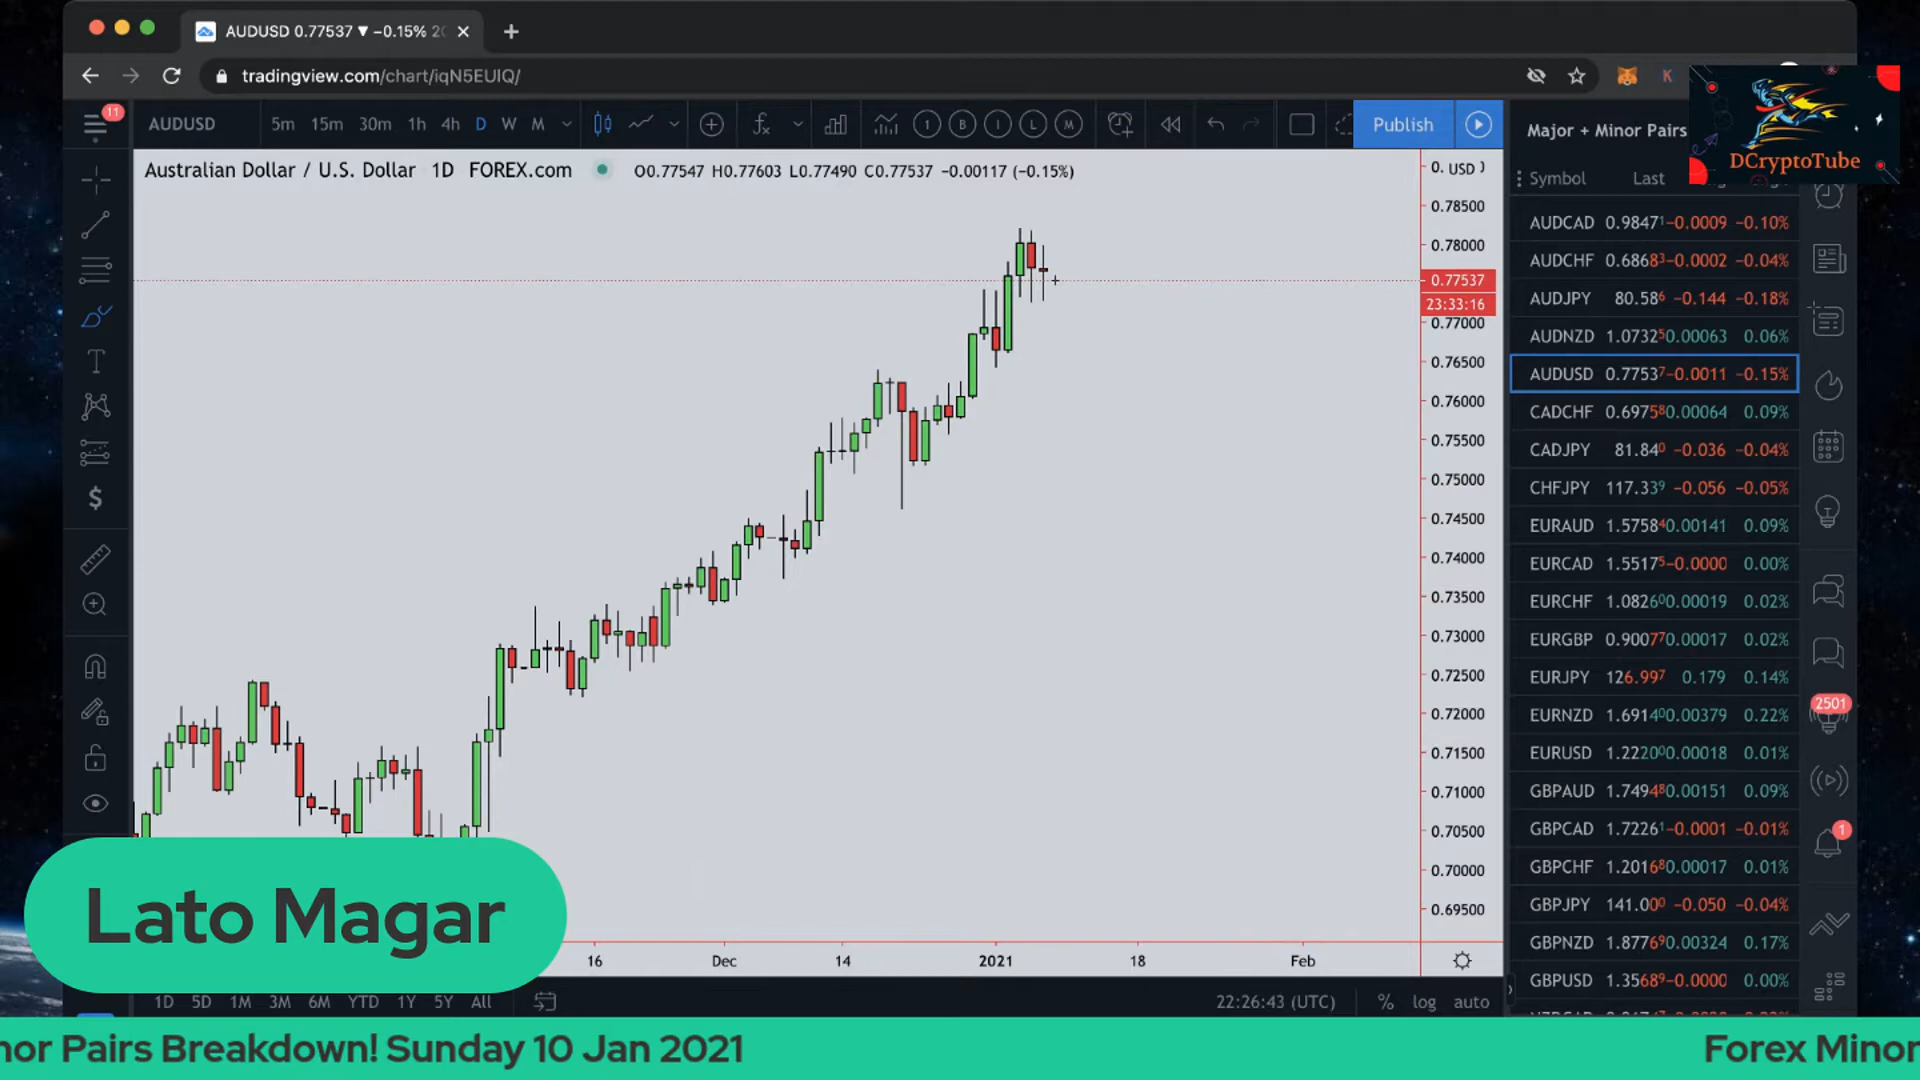 AUDUSD 0.77537 ▼ −0.15%
tradingview.com/chart/iqN5EUIQ/
11
AUDUSD 5m 15m 30m 1h 4h D W M
1 B I L M
Publish
K
DCryptoTube
Australian Dollar / U.S. Dollar 1D FOREX.com O0.77547 H0.77603 L0.77490 C0.77537 −0.00117 (−0.15%)
USD
0.78500
0.78000
0.77537
23:33:16
0.77000
0.76500
0.76000
0.75500
0.75000
0.74500
0.74000
0.73500
0.73000
0.72500
0.72000
0.71500
0.71000
0.70500
0.70000
0.69500
16 Dec 14 2021 18 Feb
1D 5D 1M 3M 6M YTD 1Y 5Y All
22:26:43 (UTC) % log auto
Major + Minor Pairs
Symbol Last
AUDCAD 0.98471 −0.0009 −0.10%
AUDCHF 0.68683 −0.0002 −0.04%
AUDJPY 80.586 −0.144 −0.18%
AUDNZD 1.07325 0.00063 0.06%
AUDUSD 0.77537 −0.0011 −0.15%
CADCHF 0.69758 0.00064 0.09%
CADJPY 81.840 −0.036 −0.04%
CHFJPY 117.339 −0.056 −0.05%
EURAUD 1.57584 0.00141 0.09%
EURCAD 1.55175 −0.0000 0.00%
EURCHF 1.08260 0.00019 0.02%
EURGBP 0.90077 0.00017 0.02%
EURJPY 126.997 0.179 0.14%
EURNZD 1.69140 0.00379 0.22%
EURUSD 1.22200 0.00018 0.01%
GBPAUD 1.74948 0.00151 0.09%
GBPCAD 1.72261 −0.0001 −0.01%
GBPCHF 1.20168 0.00017 0.01%
GBPJPY 141.000 −0.050 −0.04%
GBPNZD 1.87769 0.00324 0.17%
GBPUSD 1.35689 −0.0000 0.00%
2501
1
Lato Magar
nor Pairs Breakdown! Sunday 10 Jan 2021
Forex Minor